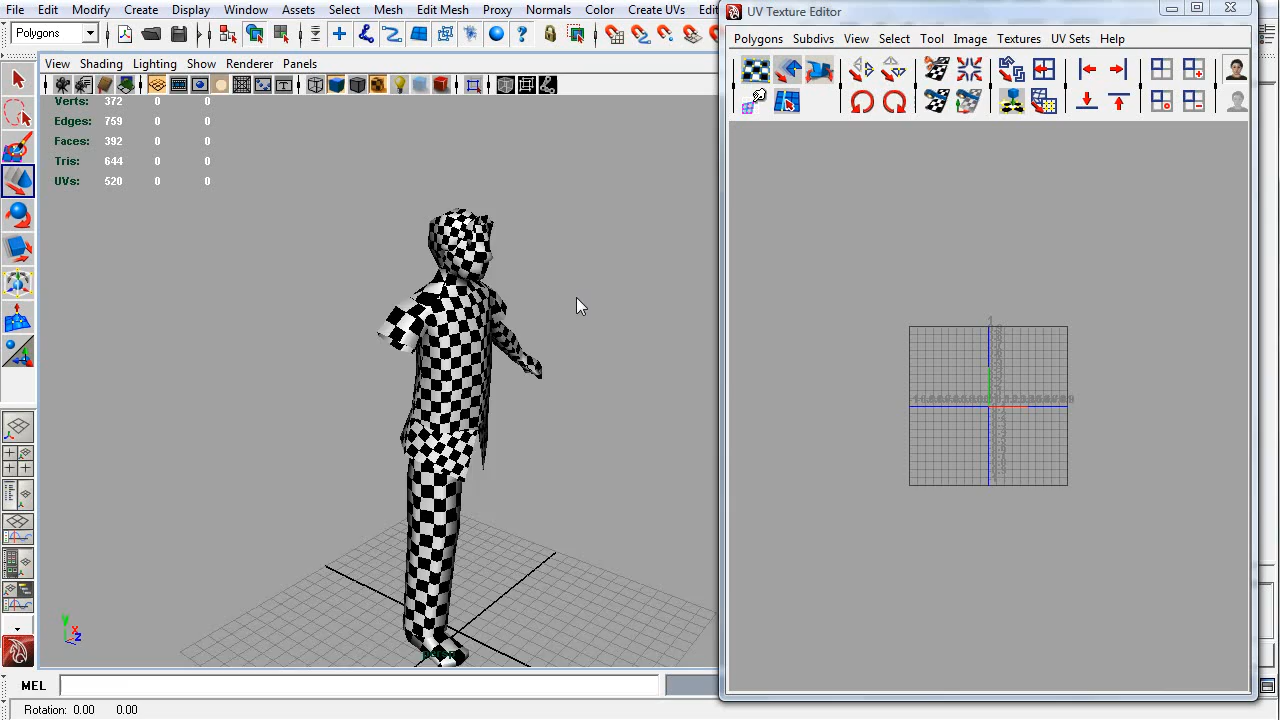 File Edit Modify Create Display Window Assets Select Mesh Edit Mesh Proxy Normals Color Create UVs Ed
UV Texture Editor
Polygons
Polygons Subdivs View Select Tool Image Textures UV Sets Help
View Shading Lighting Show Renderer Panels
Verts: 372 0 0
Edges: 759 0 0
Faces: 392 0 0
Tris: 644 0 0
UVs: 520 0 0
1
y
x
z
persp
MEL
Rotation: 0.00 0.00